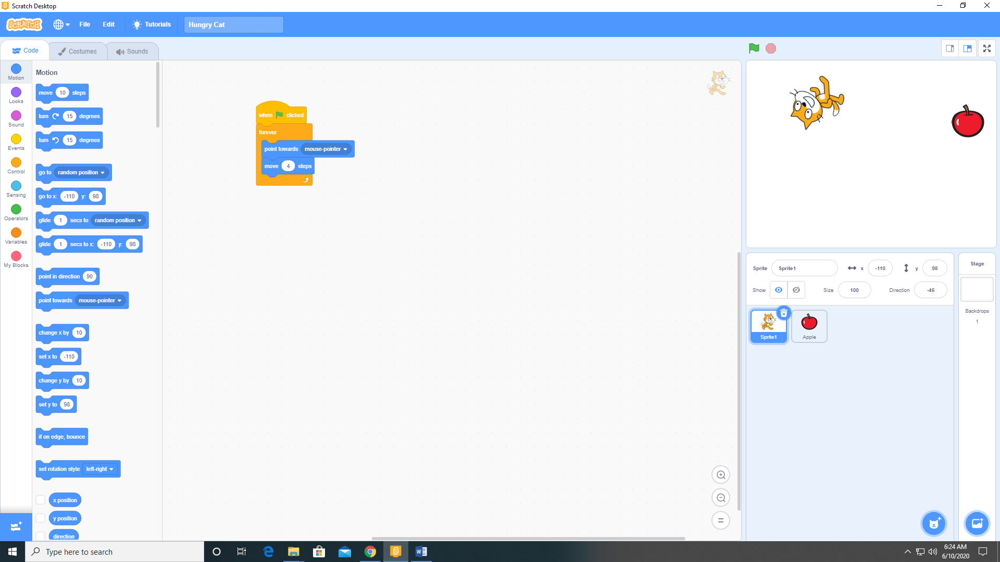 Scratch Desktop
SCRATCH File Edit Tutorials Hungry Cat
Code Costumes Sounds
Motion
Looks
Sound
Events
Control
Sensing
Operators
Variables
My Blocks
Motion
move 10 steps
turn 15 degrees
turn 15 degrees
go to random position
go to x: -110 y: 98
glide 1 secs to random position
glide 1 secs to x: -110 y: 98
point in direction 90
point towards mouse-pointer
change x by 10
set x to -110
change y by 10
set y to 98
if on edge, bounce
set rotation style left-right
x position
y position
direction
when clicked
forever
point towards mouse-pointer
move 4 steps
Sprite Sprite1 x -110 y 98
Show Size 100 Direction -46
Sprite1 Apple
Stage
Backdrops
1
Type here to search
6:24 AM
6/10/2020